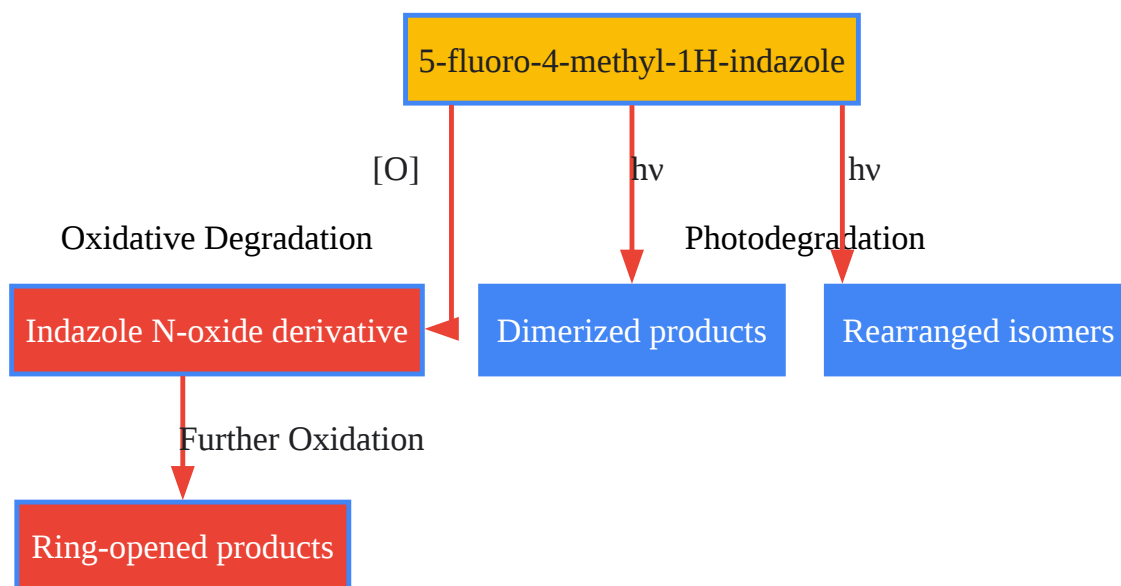 5-fluoro-4-methyl-1H-indazole
[O]
hν
hν
Oxidative Degradation
Photodegradation
Indazole N-oxide derivative
Dimerized products
Rearranged isomers
Further Oxidation
Ring-opened products